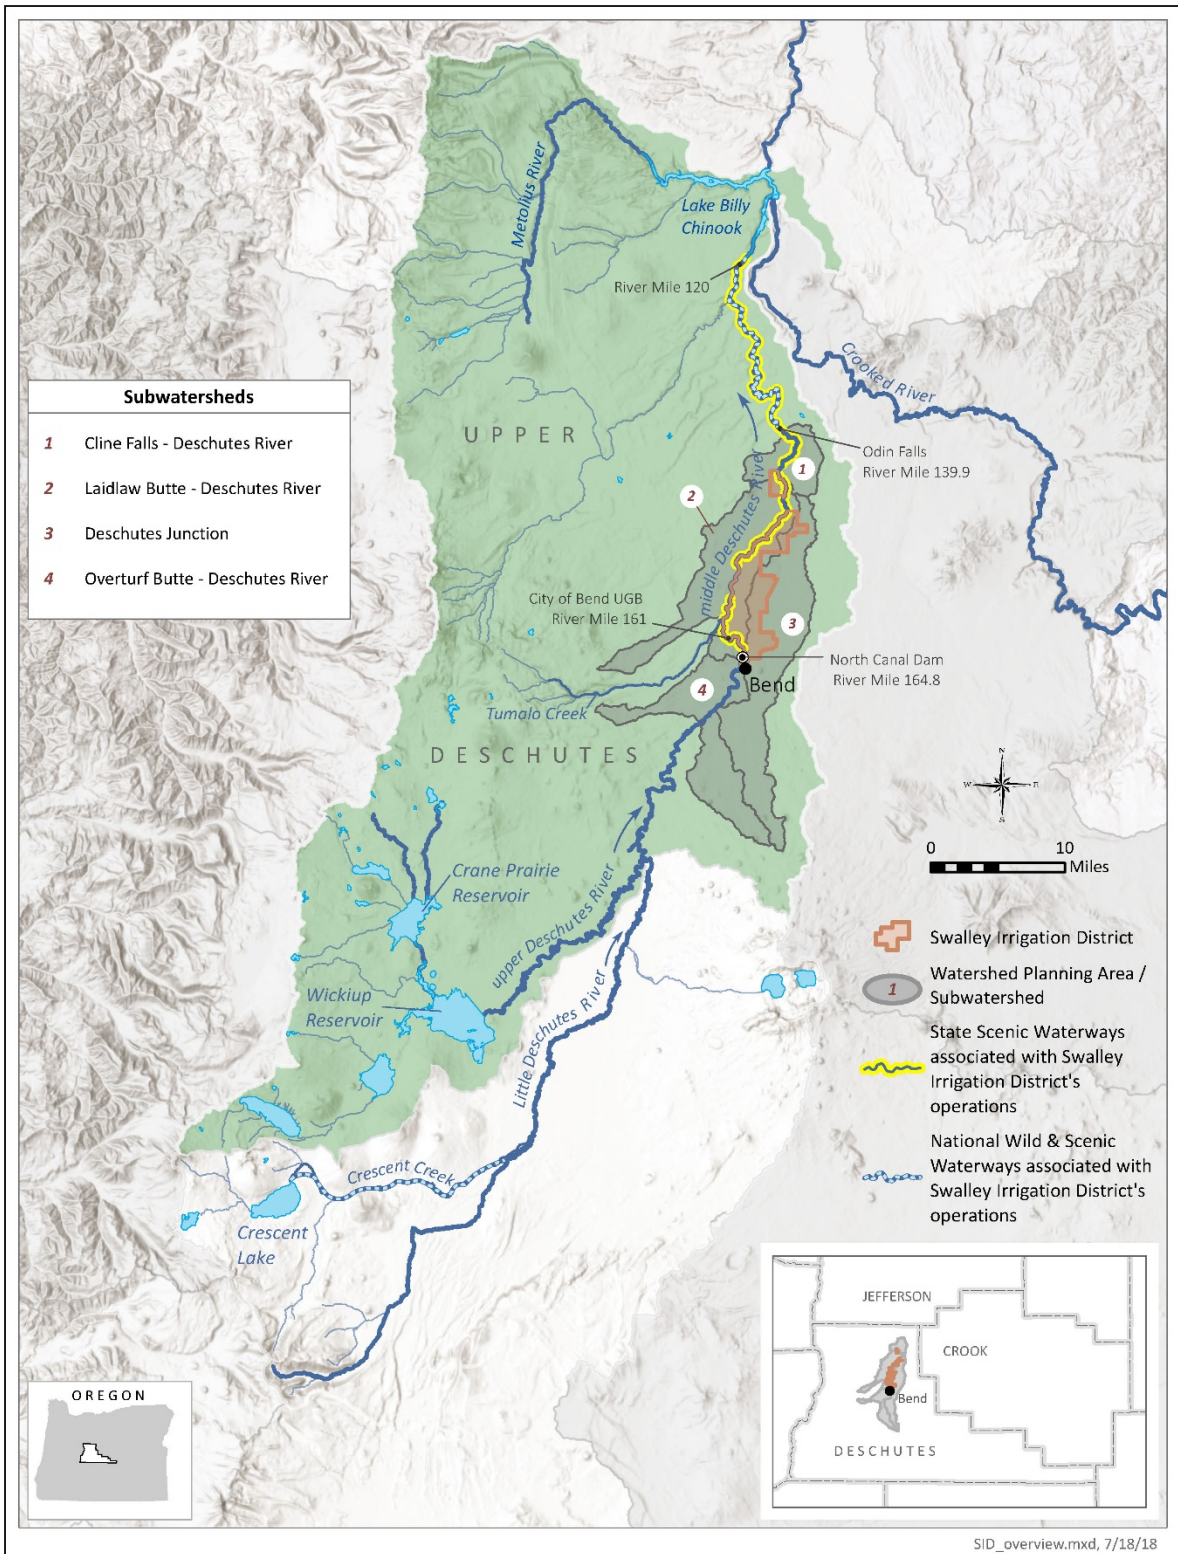 Metolius River
Lake Billy
Chinook
River Mile 120
Crooked River
Subwatersheds
1 Cline Falls - Deschutes River
2 Laidlaw Butte - Deschutes River
3 Deschutes Junction
4 Overturf Butte - Deschutes River
UPPER
Odin Falls
River Mile 139.9
1
2
middle Deschutes River
City of Bend UGB
River Mile 161
3
North Canal Dam
River Mile 164.8
Bend
4
Tumalo Creek
DESCHUTES
N
W
E
S
0 10
Miles
Crane Prairie
Reservoir
upper Deschutes River
Wickiup
Reservoir
Little Deschutes River
Swalley Irrigation District
1
Watershed Planning Area /
Subwatershed
State Scenic Waterways
associated with Swalley
Irrigation District's
operations
National Wild & Scenic
Waterways associated with
Swalley Irrigation District's
operations
Crescent Creek
Crescent
Lake
JEFFERSON
CROOK
Bend
DESCHUTES
OREGON
SID_overview.mxd, 7/18/18